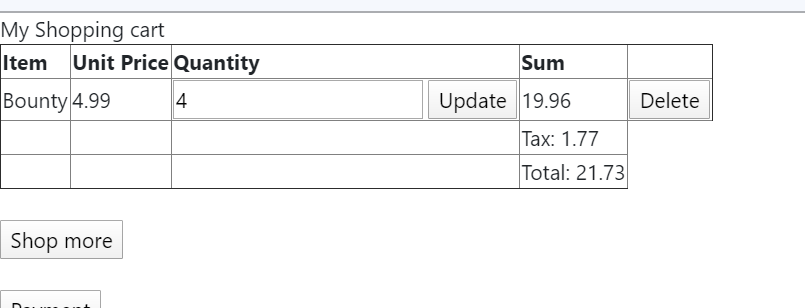 My Shopping cart
Item Unit Price Quantity Sum
Bounty 4.99 4 Update 19.96 Delete
Tax: 1.77
Total: 21.73
Shop more
Payment